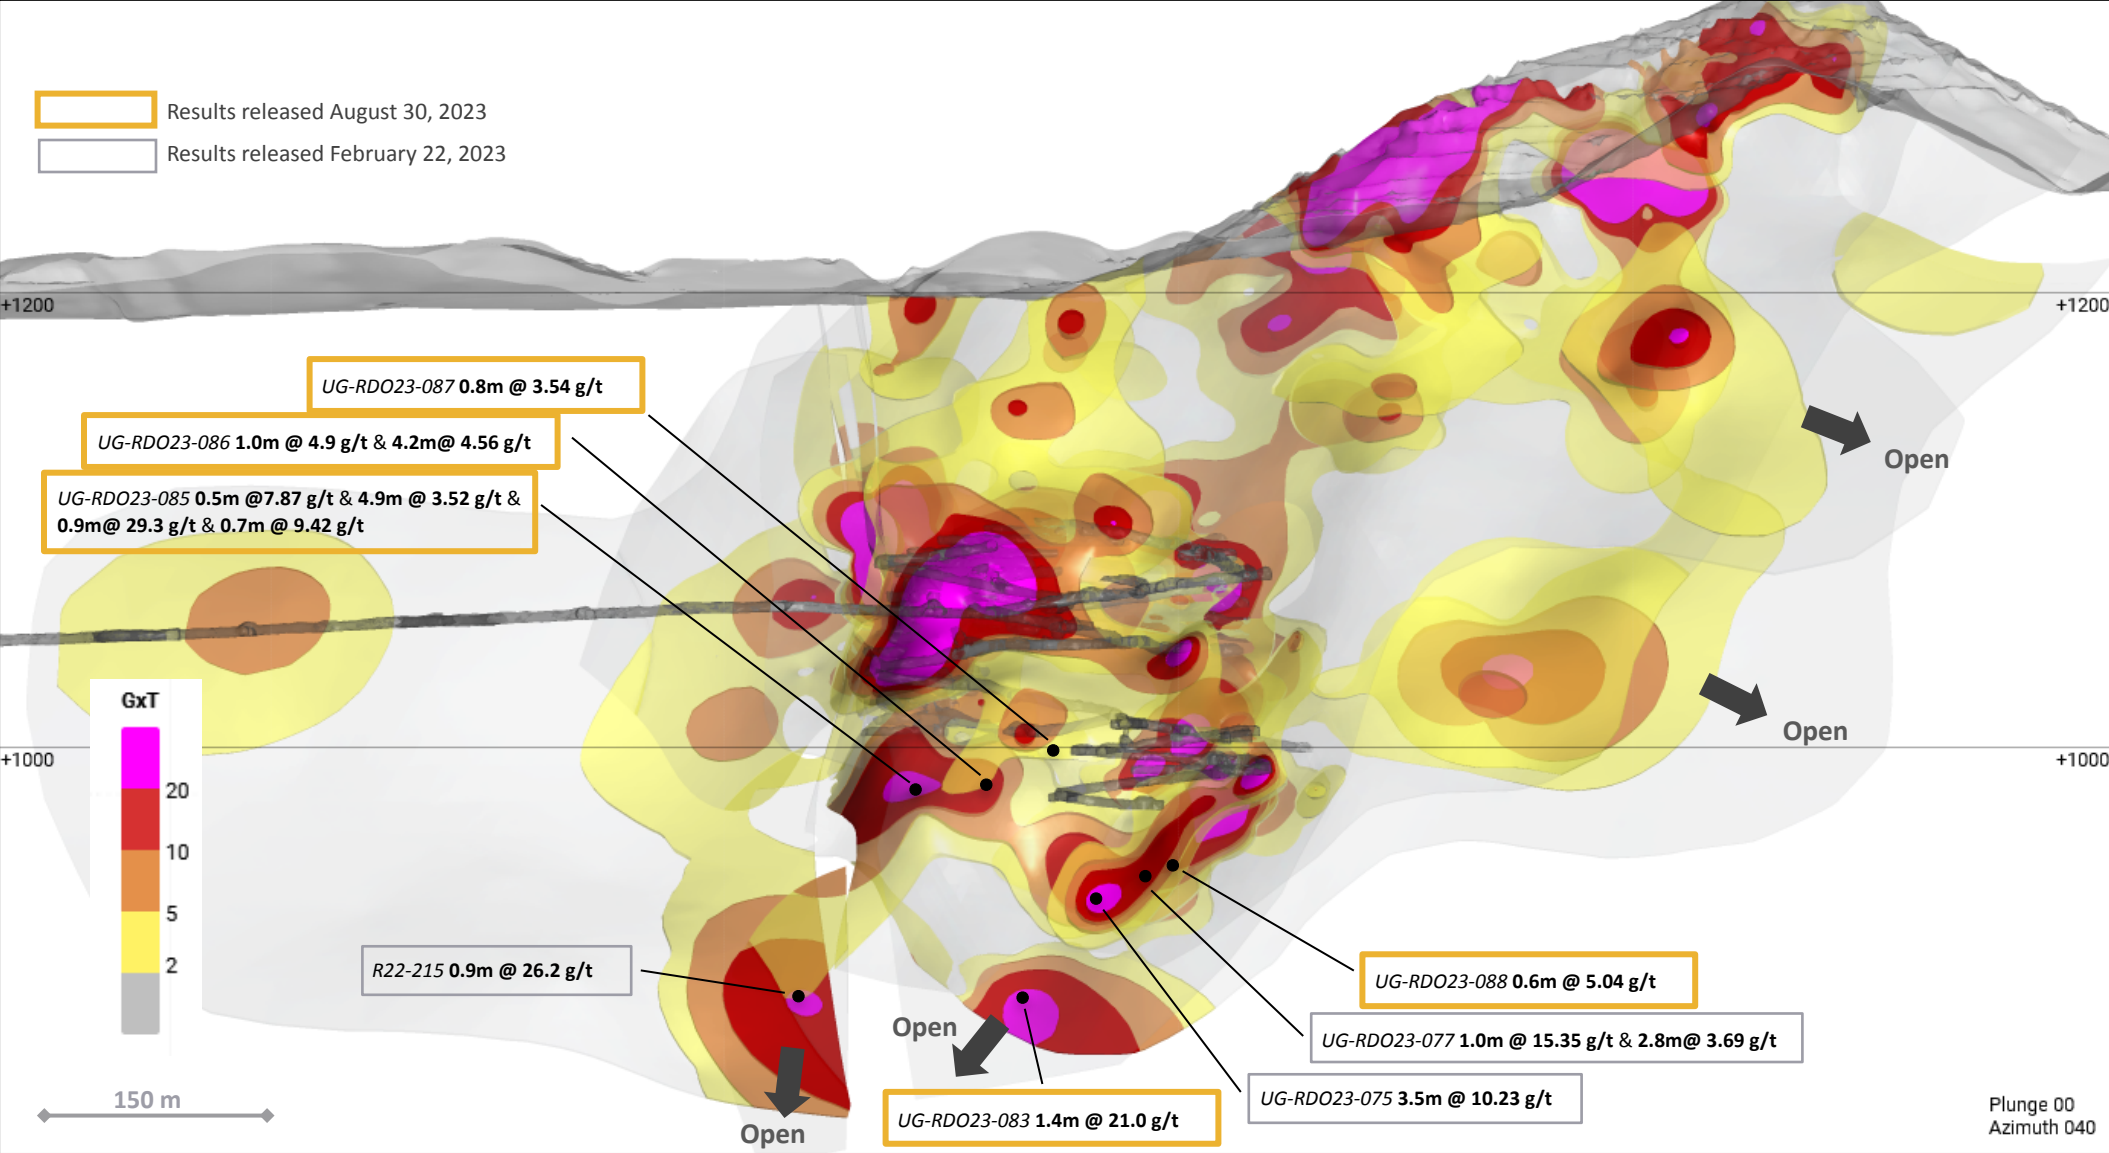 Results released August 30, 2023
Results released February 22, 2023
+1200
+1200
UG-RDO23-087 0.8m @ 3.54 g/t
UG-RDO23-086 1.0m @ 4.9 g/t & 4.2m@ 4.56 g/t
UG-RDO23-085 0.5m @7.87 g/t & 4.9m @ 3.52 g/t &
0.9m@ 29.3 g/t & 0.7m @ 9.42 g/t
Open
Open
GxT
20
10
5
2
+1000
+1000
R22-215 0.9m @ 26.2 g/t
UG-RDO23-088 0.6m @ 5.04 g/t
Open
UG-RDO23-077 1.0m @ 15.35 g/t & 2.8m@ 3.69 g/t
UG-RDO23-075 3.5m @ 10.23 g/t
UG-RDO23-083 1.4m @ 21.0 g/t
Open
150 m
Plunge 00
Azimuth 040